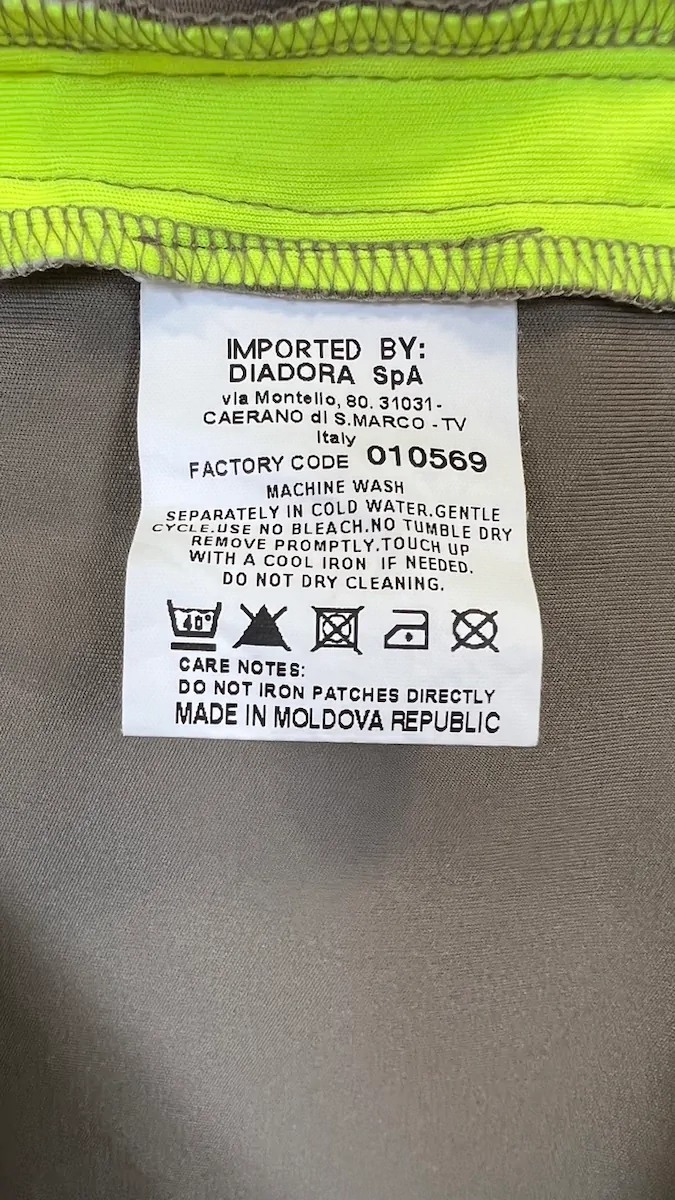 IMPORTED BY:
DIADORA SpA
via Montello, 80. 31031-
CAERANO di S.MARCO - TV
Italy
FACTORY CODE 010569
MACHINE WASH
SEPARATELY IN COLD WATER.GENTLE
CYCLE.USE NO BLEACH.NO TUMBLE DRY
REMOVE PROMPTLY.TOUCH UP
WITH A COOL IRON IF NEEDED.
DO NOT DRY CLEANING.
40°
CARE NOTES:
DO NOT IRON PATCHES DIRECTLY
MADE IN MOLDOVA REPUBLIC